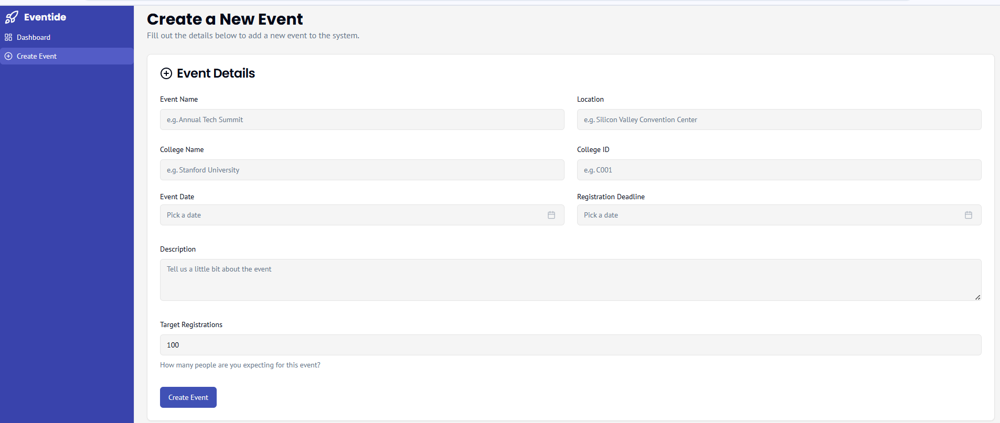 Eventide
Dashboard
Create Event
Create a New Event
Fill out the details below to add a new event to the system.
Event Details
Event Name
e.g. Annual Tech Summit
Location
e.g. Silicon Valley Convention Center
College Name
e.g. Stanford University
College ID
e.g. C001
Event Date
Pick a date
Registration Deadline
Pick a date
Description
Tell us a little bit about the event
Target Registrations
100
How many people are you expecting for this event?
Create Event